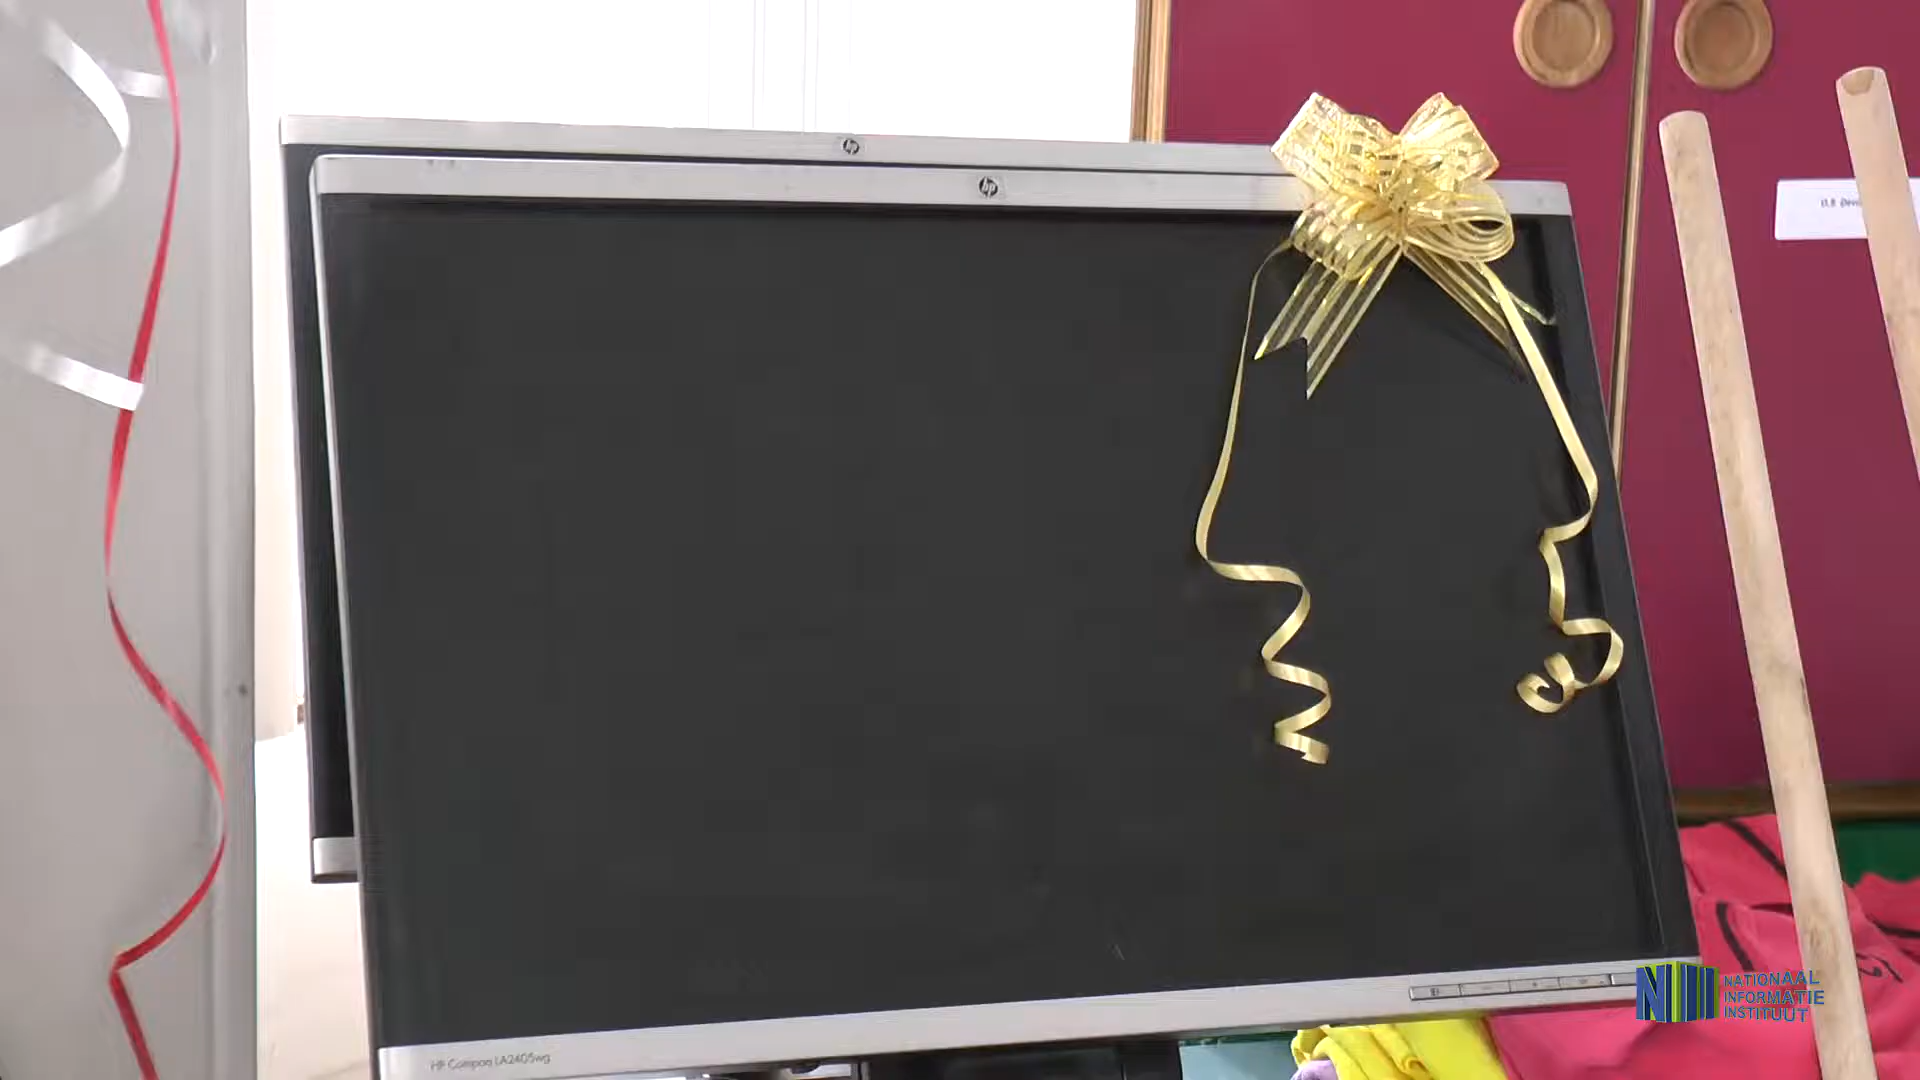 hp
hp
HP Compaq LA2405wg
NATIONAAL
INFORMATIE
INSTITUUT